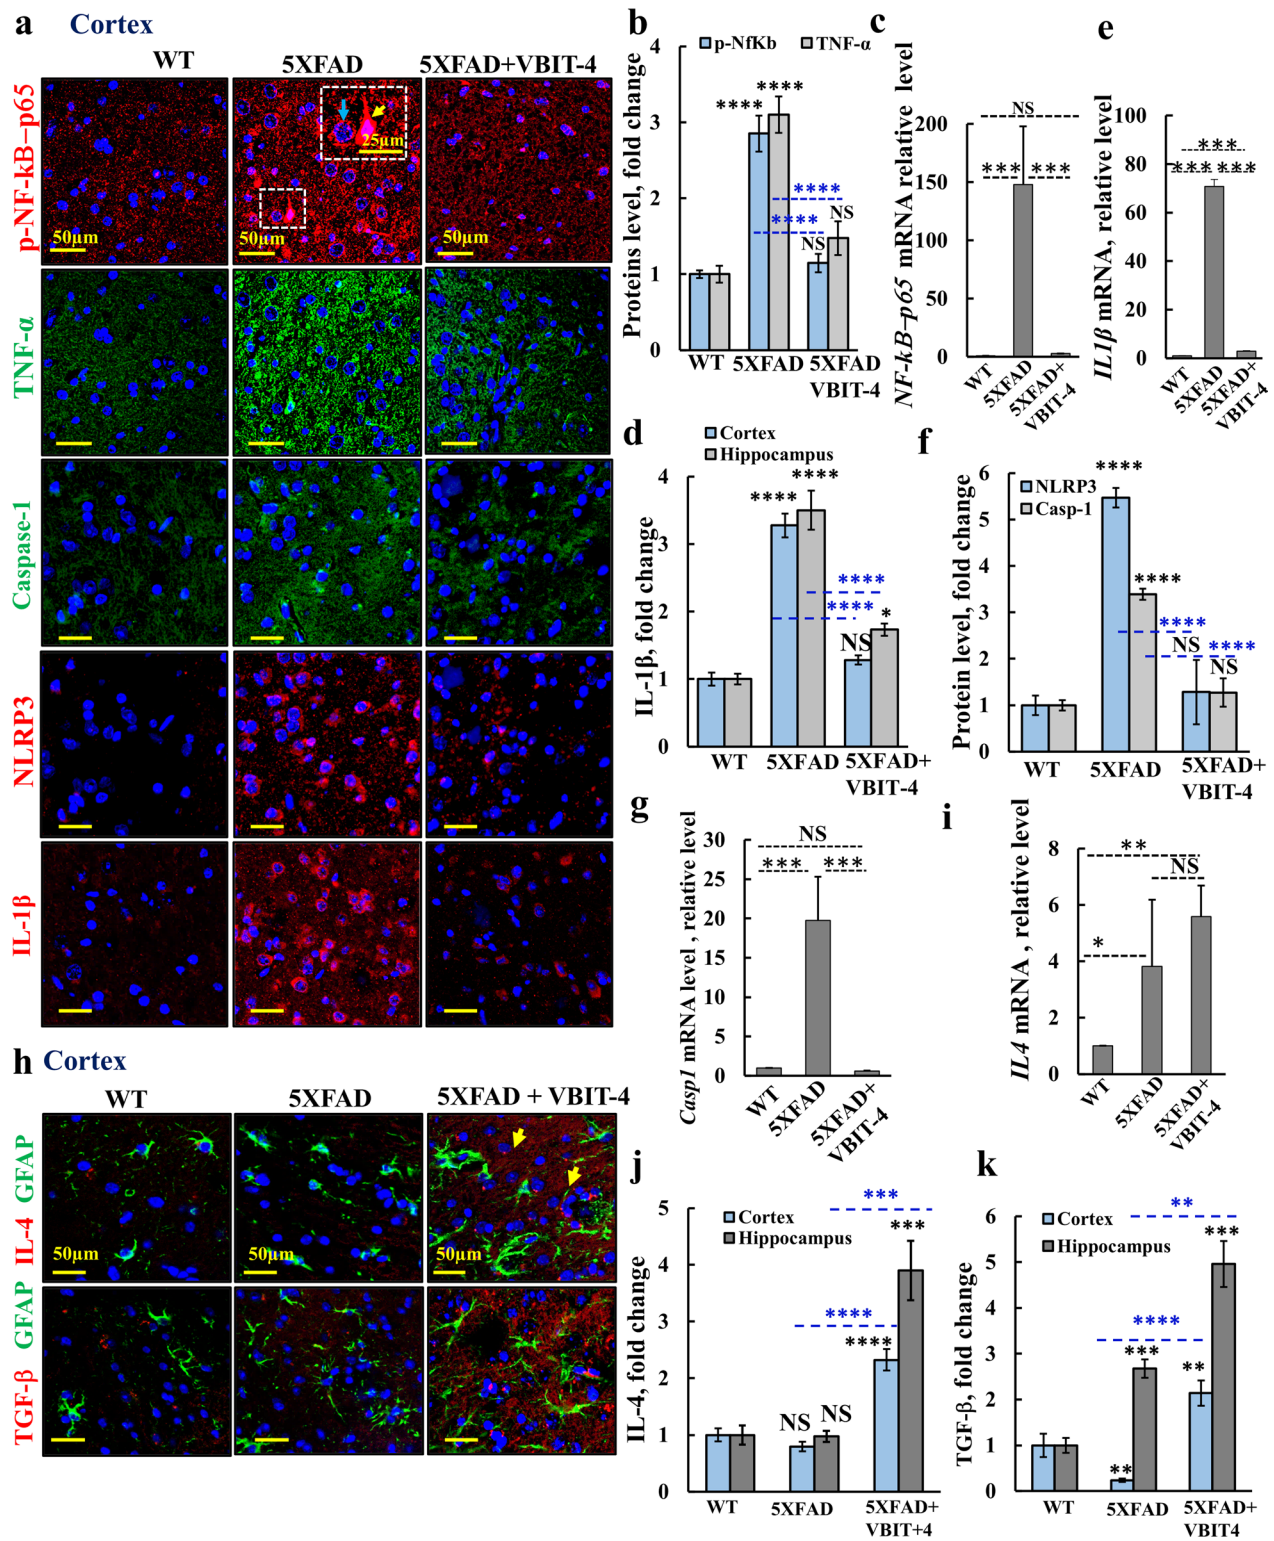 a Cortex
WT 5XFAD 5XFAD+VBIT-4
p-NF-kB–p65
25µm
50µm 50µm 50µm
TNF-α
Caspase-1
NLRP3
IL-1β
b
p-NfKb TNF-α
Proteins level, fold change
4
3
2
1
0
**** ****
****
****
NS NS
WT 5XFAD 5XFAD
VBIT-4
c
NF-kB–p65 mRNA relative level
200
150
100
50
0
NS
*** ***
WT 5XFAD 5XFAD+
VBIT-4
e
IL1β mRNA, relative level
100
80
60
40
20
0
***
*** ***
WT 5XFAD 5XFAD+
VBIT-4
d
Cortex
Hippocampus
IL-1β, fold change
4
3
2
1
0
**** ****
****
****
NS *
WT 5XFAD 5XFAD+
VBIT-4
f
NLRP3
Casp-1
Protein level, fold change
6
5
4
3
2
1
0
****
****
****
****
NS NS
WT 5XFAD 5XFAD+
VBIT-4
g
Casp1 mRNA level , relative level
30
25
20
15
10
5
0
NS
*** ***
WT 5XFAD 5XFAD+
VBIT-4
i
IL4 mRNA , relative level
8
6
4
2
0
**
NS
*
WT 5XFAD 5XFAD+
VBIT-4
h Cortex
WT 5XFAD 5XFAD + VBIT-4
IL-4 GFAP
50µm 50µm 50µm
TGF-β GFAP
j
Cortex
Hippocampus
IL-4, fold change
5
4
3
2
1
0
***
***
****
****
NS NS
WT 5XFAD 5XFAD+
VBIT+4
k
Cortex
Hippocampus
TGF-β, fold change
6
5
4
3
2
1
0
**
***
****
***
**
**
WT 5XFAD 5XFAD+
VBIT4